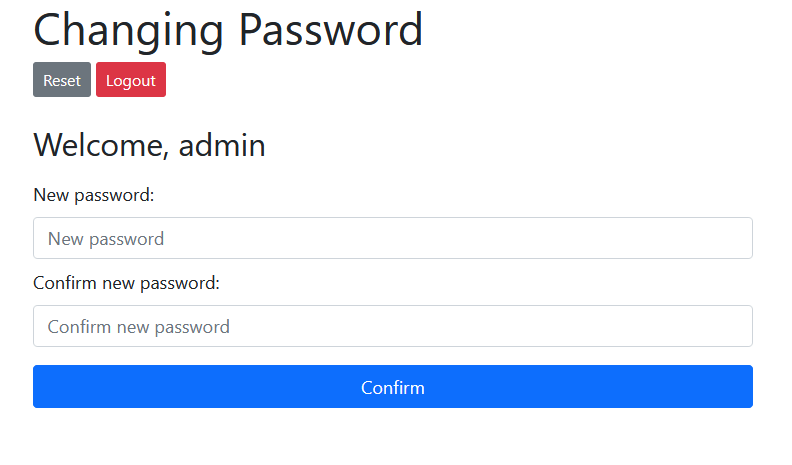 Changing Password
Reset Logout
Welcome, admin
New password:
New password
Confirm new password:
Confirm new password
Confirm